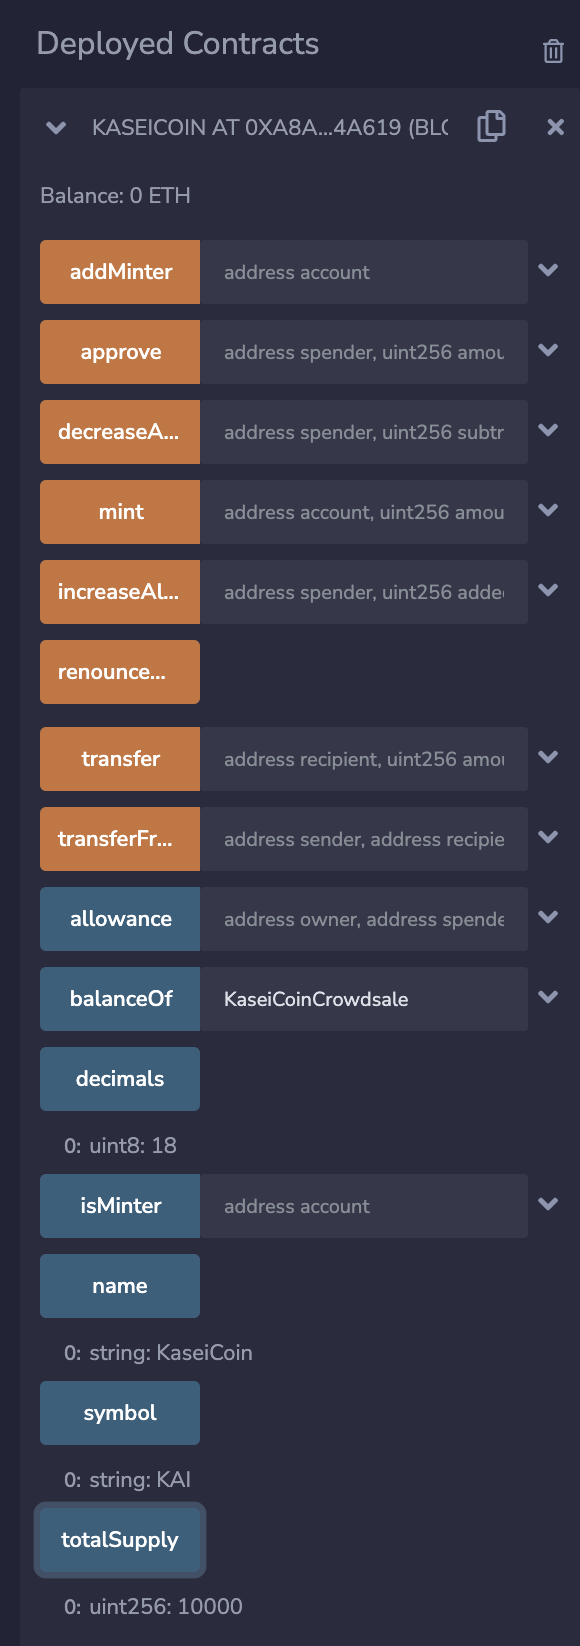 Deployed Contracts
KASEICOIN AT 0XA8A...4A619 (BLC
Balance: 0 ETH
addMinter address account
approve address spender, uint256 amou
decreaseA... address spender, uint256 subtr
mint address account, uint256 amou
increaseAl... address spender, uint256 adde
renounce...
transfer address recipient, uint256 amou
transferFr... address sender, address recipie
allowance address owner, address spende
balanceOf KaseiCoinCrowdsale
decimals
0: uint8: 18
isMinter address account
name
0: string: KaseiCoin
symbol
0: string: KAI
totalSupply
0: uint256: 10000